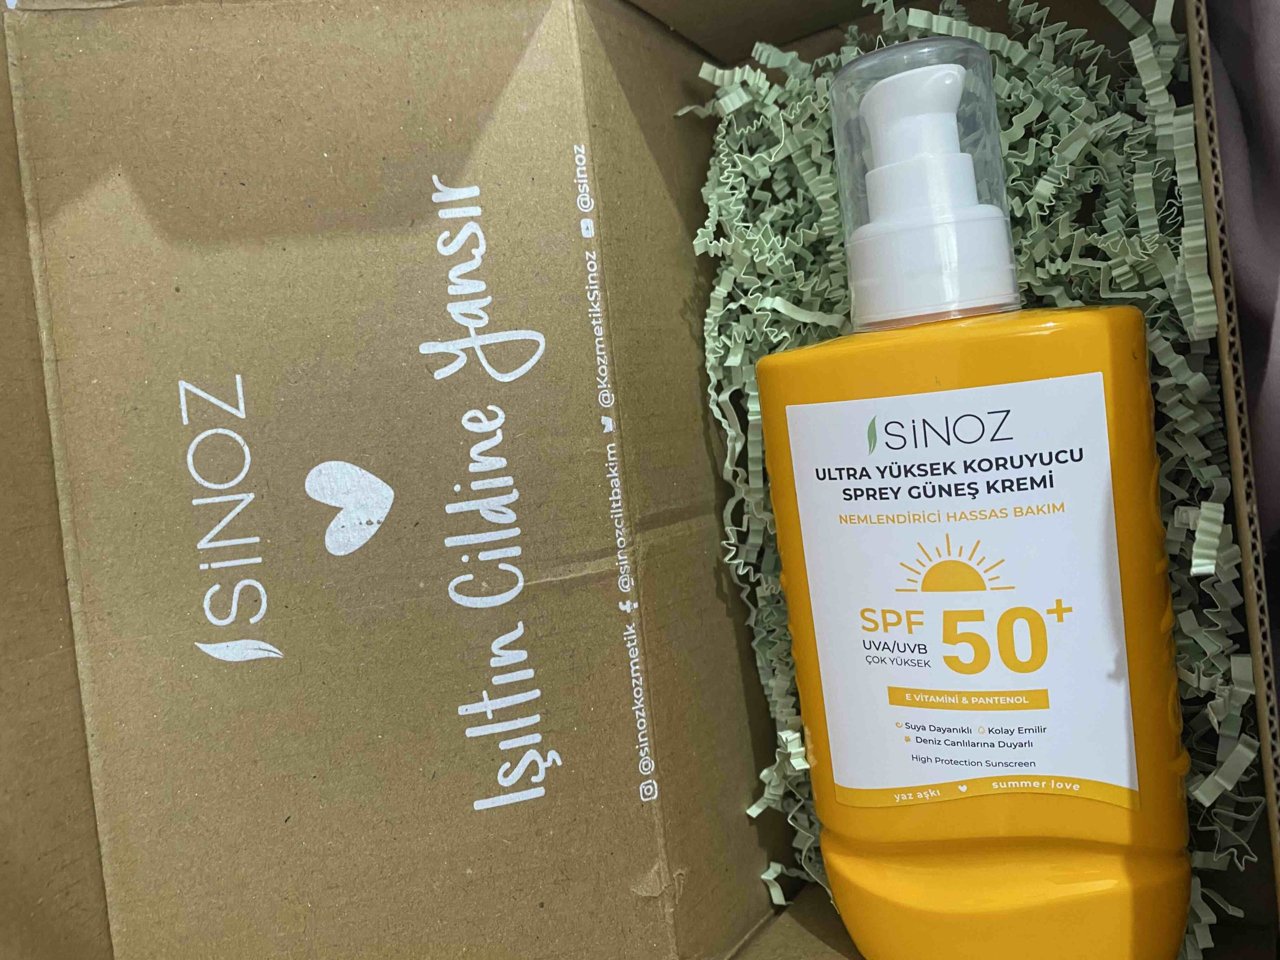 SiNOZ
Işıltın Cildine Yansır
@sinozkozmetik @sinozciltbakim @KozmetikSinoz @sinoz
SiNOZ
ULTRA YÜKSEK KORUYUCU
SPREY GÜNEŞ KREMİ
NEMLENDİRİCİ HASSAS BAKIM
SPF 50+
UVA/UVB
ÇOK YÜKSEK
E VİTAMİNİ & PANTENOL
Suya Dayanıklı Kolay Emilir
Deniz Canlılarına Duyarlı
High Protection Sunscreen
yaz aşkı summer love